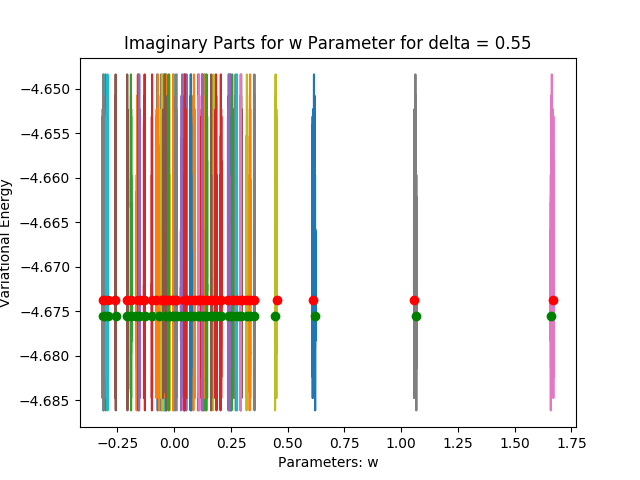 Imaginary Parts for w Parameter for delta = 0.55
Variational Energy
−4.650
−4.655
−4.660
−4.665
−4.670
−4.675
−4.680
−4.685
−0.25 0.00 0.25 0.50 0.75 1.00 1.25 1.50 1.75
Parameters: w